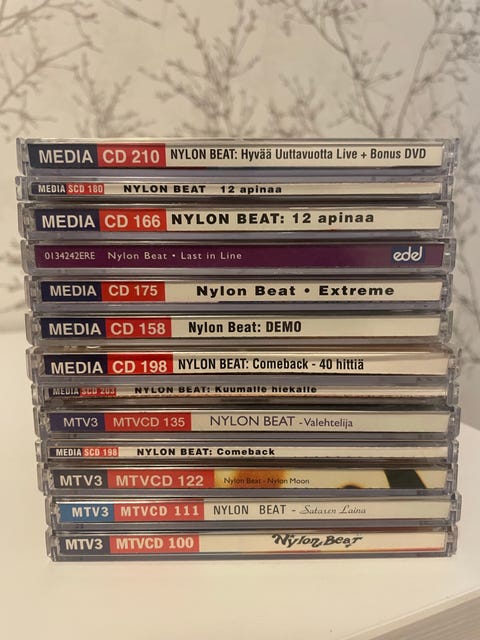 MEDIA CD 210 NYLON BEAT: Hyvää Uuttavuotta Live + Bonus DVD
MEDIA SCD 180 NYLON BEAT 12 apinaa
MEDIA CD 166 NYLON BEAT: 12 apinaa
0134242ERE Nylon Beat • Last in Line edel
MEDIA CD 175 Nylon Beat • Extreme
MEDIA CD 158 Nylon Beat: DEMO
MEDIA CD 198 NYLON BEAT: Comeback - 40 hittiä
MEDIA SCD 203 NYLON BEAT: Kuumalle hiekalle
MTV3 MTVCD 135 NYLON BEAT -Valehtelija
MEDIA SCD 198 NYLON BEAT: Comeback
MTV3 MTVCD 122 Nylon Beat - Nylon Moon
MTV3 MTVCD 111 NYLON BEAT - Satasen Laina
MTV3 MTVCD 100 Nylon Beat